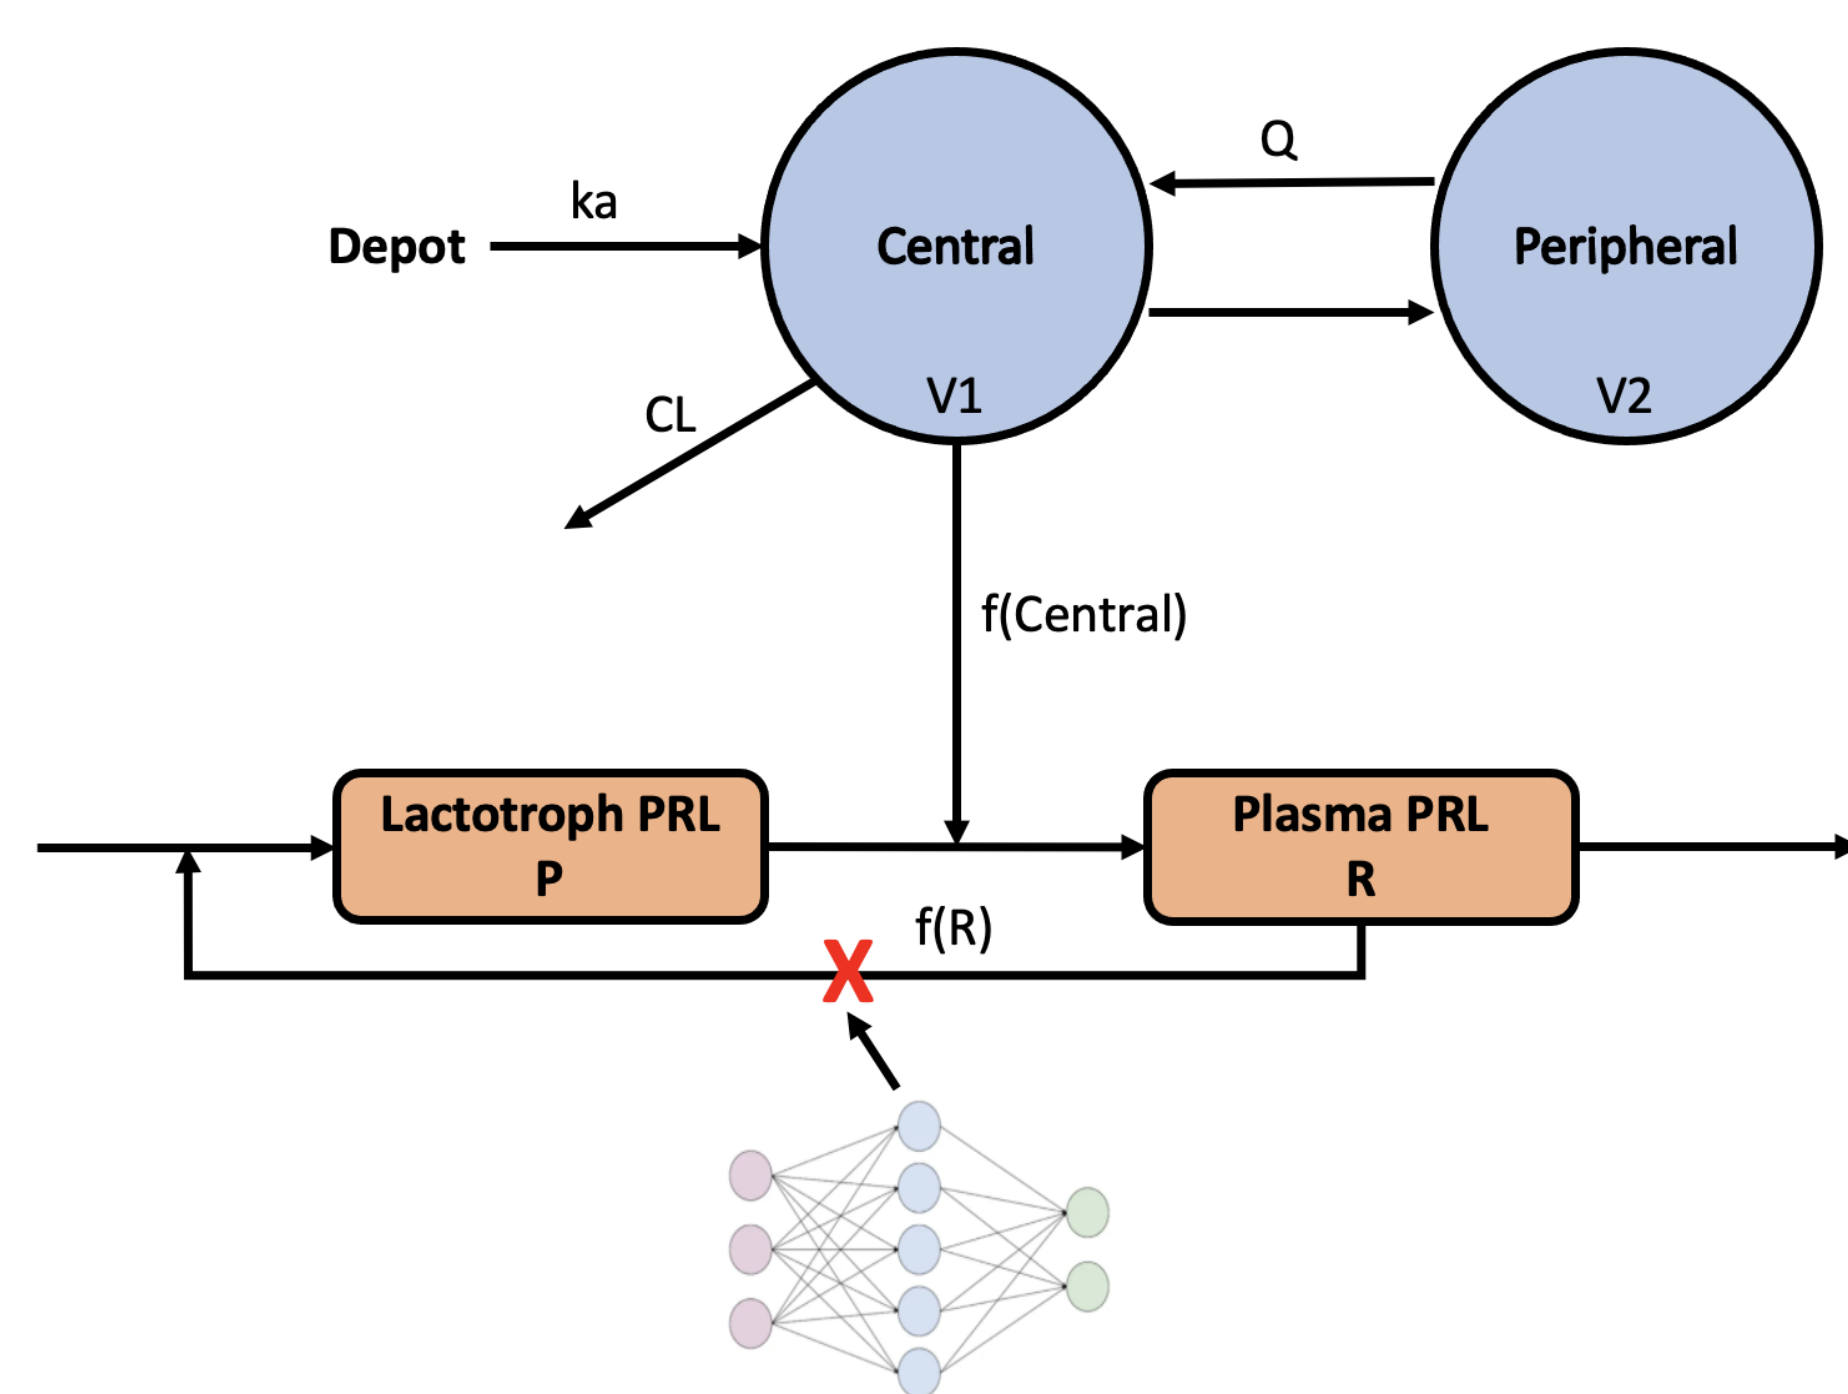 Q
ka
Depot
Central
Peripheral
V1
V2
CL
f(Central)
Lactotroph PRL
P
Plasma PRL
R
f(R)
X